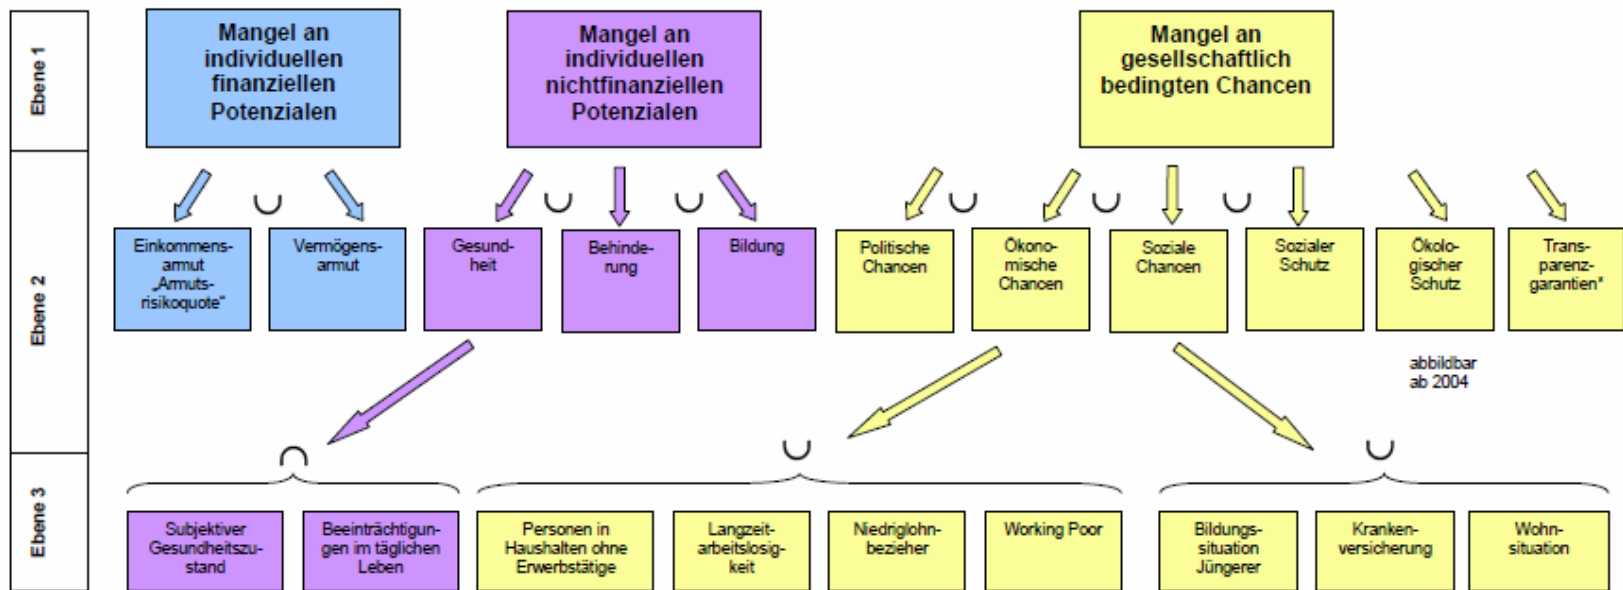 Ebene 1
Mangel an
individuellen
finanziellen
Potenzialen
Mangel an
individuellen
nichtfinanziellen
Potenzialen
Mangel an
gesellschaftlich
bedingten Chancen
Ebene 2
Einkommens-
armut
„Armuts-
risikoquote“
Vermögens-
armut
Gesund-
heit
Behinde-
rung
Bildung
Politische
Chancen
Ökono-
mische
Chancen
Soziale
Chancen
Sozialer
Schutz
Ökolo-
gischer
Schutz
Trans-
parenz-
garantien*
abbildbar
ab 2004
Ebene 3
Subjektiver
Gesundheitszu-
stand
Beeinträchtigun-
gen im täglichen
Leben
Personen in
Haushalten ohne
Erwerbstätige
Langzeit-
arbeitslosig-
keit
Niedriglohn-
bezieher
Working Poor
Bildungs-
situation
Jüngerer
Kranken-
versicherung
Wohn-
situation